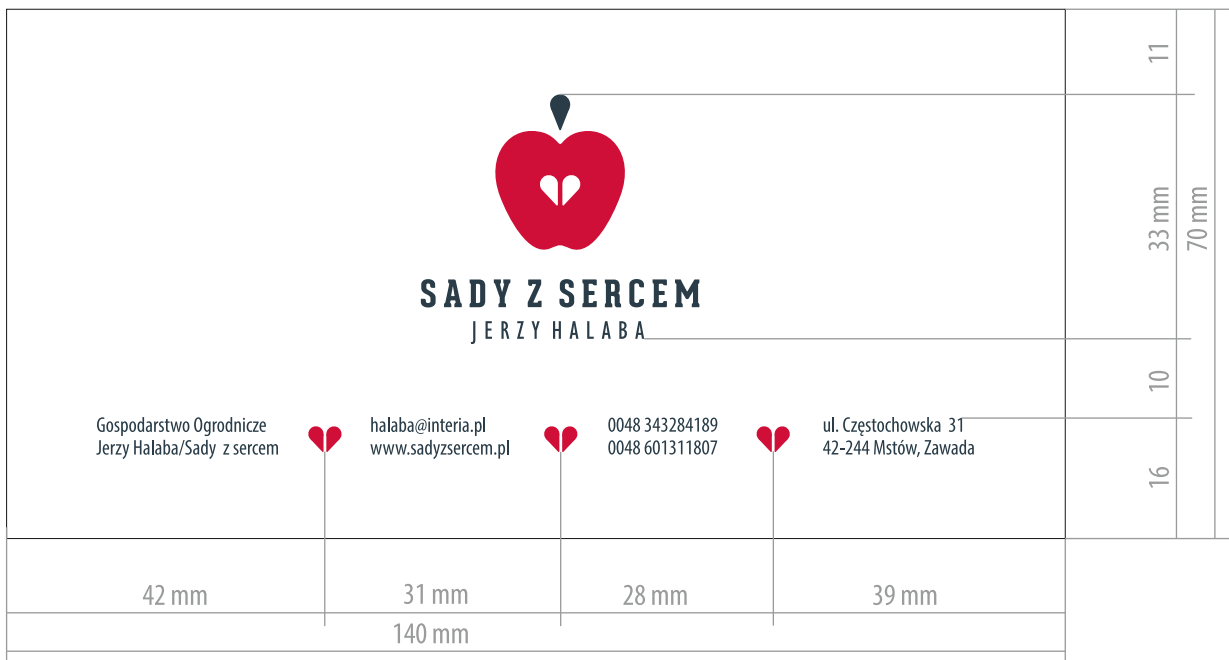 SADY Z SERCEM
JERZY HALABA
Gospodarstwo Ogrodnicze
Jerzy Halaba/Sady z sercem
halaba@interia.pl
www.sadyzsercem.pl
0048 343284189
0048 601311807
ul. Częstochowska 31
42-244 Mstów, Zawada
11
33 mm
70 mm
10
16
42 mm
31 mm
28 mm
39 mm
140 mm